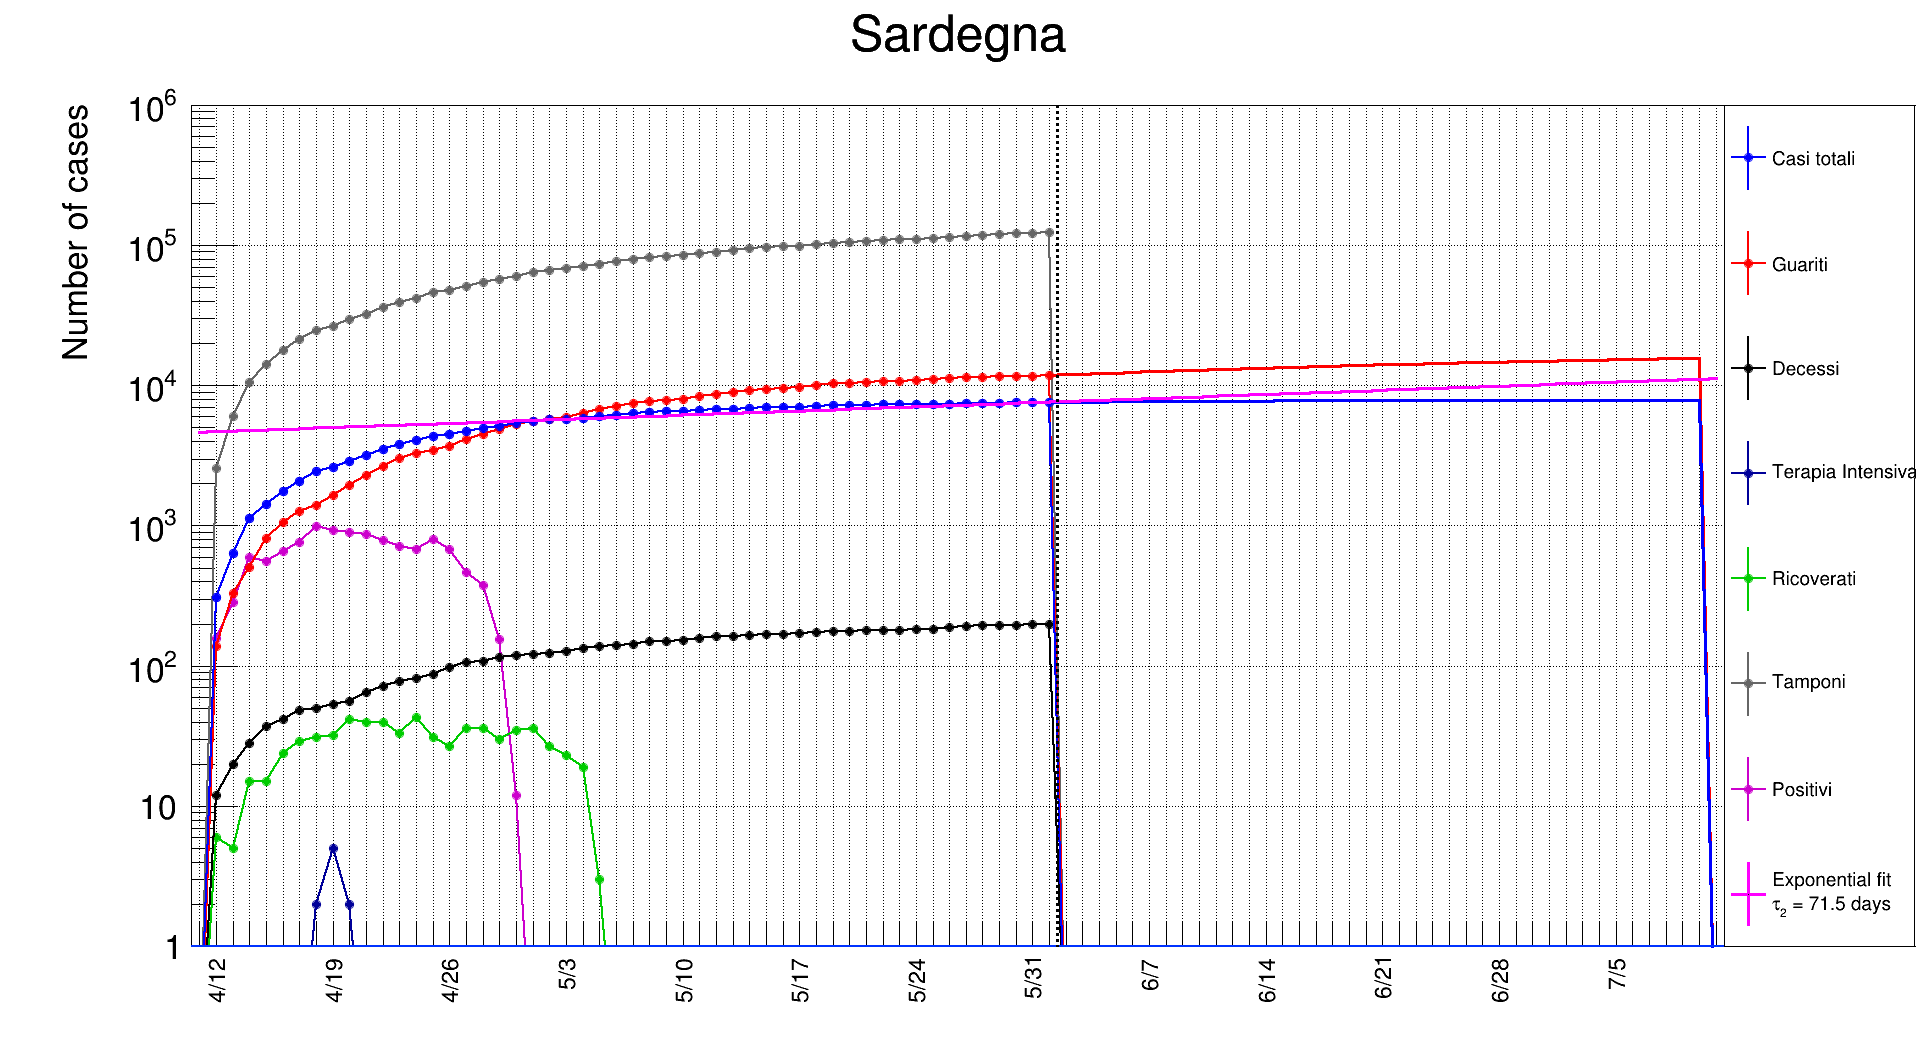 Sardegna
Number of cases
10^6
10^5
10^4
10^3
10^2
10
1
4/12
4/19
4/26
5/3
5/10
5/17
5/24
5/31
6/7
6/14
6/21
6/28
7/5
Casi totali
Guariti
Decessi
Terapia Intensiva
Ricoverati
Tamponi
Positivi
Exponential fit
τ₂ = 71.5 days